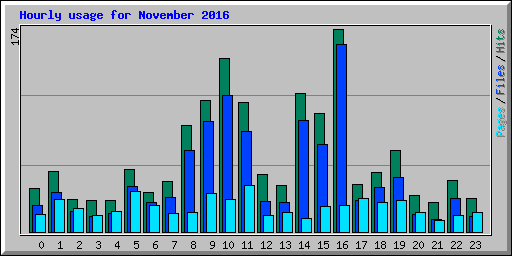 Hourly usage for November 2016
174
Pages/Files/Hits
0 1 2 3 4 5 6 7 8 9 10 11 12 13 14 15 16 17 18 19 20 21 22 23